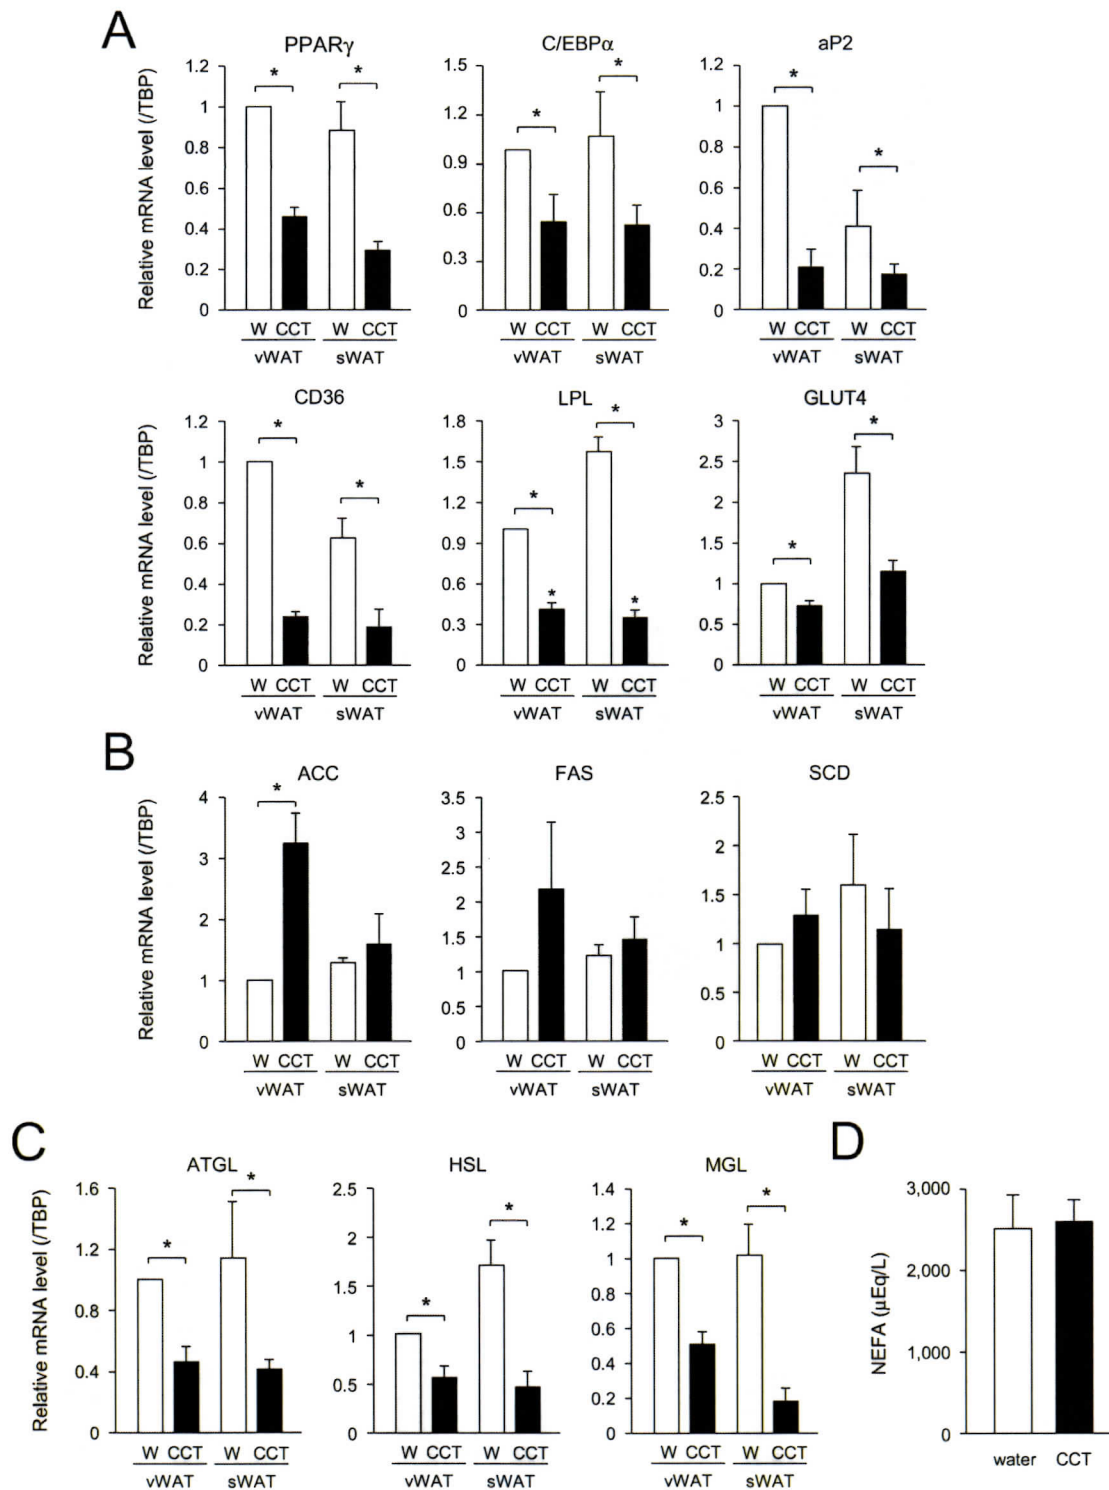 A
PPARγ
C/EBPα
aP2
Relative mRNA level (/TBP)
1.2
1
0.8
0.6
0.4
0.2
0
*
*
W CCT W CCT
vWAT sWAT
1.5
1.2
0.9
0.6
0.3
0
*
*
W CCT W CCT
vWAT sWAT
1.2
1
0.8
0.6
0.4
0.2
0
*
*
W CCT W CCT
vWAT sWAT
CD36
LPL
GLUT4
Relative mRNA level (/TBP)
1.2
1
0.8
0.6
0.4
0.2
0
*
*
W CCT W CCT
vWAT sWAT
1.8
1.5
1.2
0.9
0.6
0.3
0
*
*
*
*
W CCT W CCT
vWAT sWAT
3
2.5
2
1.5
1
0.5
0
*
*
W CCT W CCT
vWAT sWAT
B
ACC
FAS
SCD
Relative mRNA level (/TBP)
4
3
2
1
0
*
W CCT W CCT
vWAT sWAT
3.5
3
2.5
2
1.5
1
0.5
0
W CCT W CCT
vWAT sWAT
2.5
2
1.5
1
0.5
0
W CCT W CCT
vWAT sWAT
C
ATGL
HSL
MGL
Relative mRNA level (/TBP)
1.6
1.2
0.8
0.4
0
*
*
W CCT W CCT
vWAT sWAT
2.5
2
1.5
1
0.5
0
*
*
W CCT W CCT
vWAT sWAT
1.4
1.2
1
0.8
0.6
0.4
0.2
0
*
*
W CCT W CCT
vWAT sWAT
D
NEFA (μEq/L)
3,000
2,000
1,000
0
water CCT